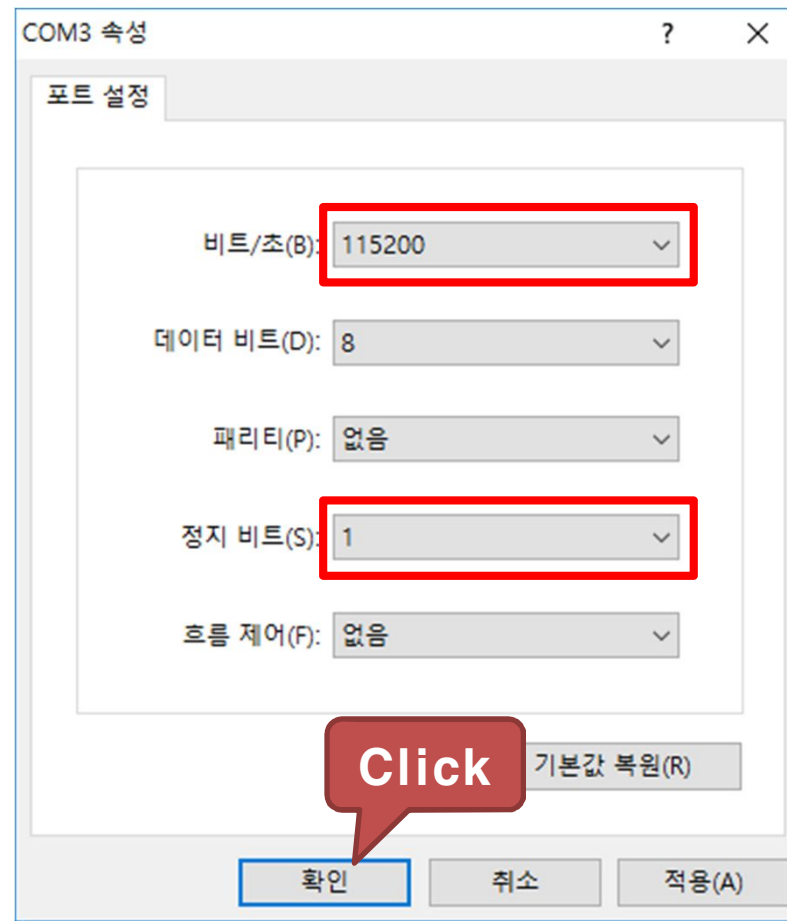 COM3 속성 ?
포트 설정
비트/초(B): 115200
데이터 비트(D): 8
패리티(P): 없음
정지 비트(S): 1
흐름 제어(F): 없음
Click
기본값 복원(R)
확인 취소 적용(A)